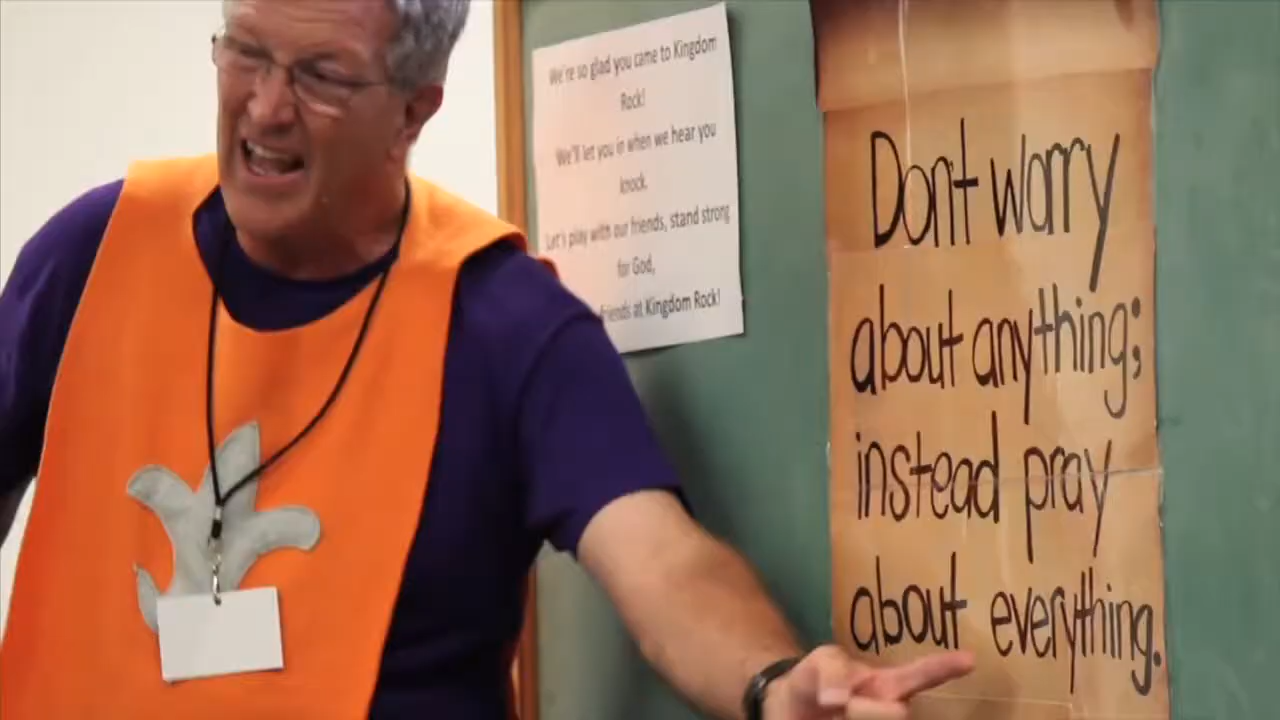 We're so glad you came to Kingdom
Rock!
We'll let you in when we hear you
knock.
Let's play with our friends, stand strong
for God,
friends at Kingdom Rock!
Don't worry
about anything;
instead pray
about everything.